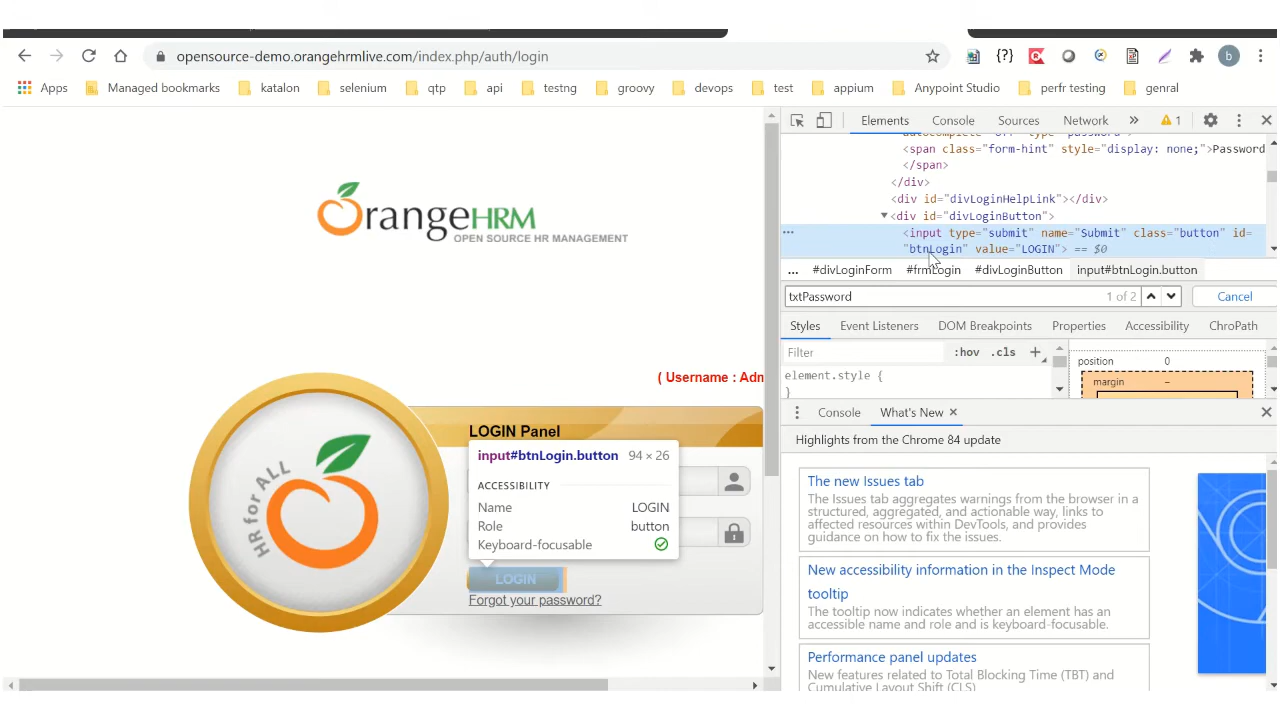 opensource-demo.orangehrmlive.com/index.php/auth/login
{?}
b
Apps Managed bookmarks katalon selenium qtp api testng groovy devops test appium Anypoint Studio perfr testing genral
Elements Console Sources Network » 1
<span class="form-hint" style="display: none;">Password
</span>
</div>
<div id="divLoginHelpLink"></div>
<div id="divLoginButton">
<input type="submit" name="Submit" class="button" id=
"btnLogin" value="LOGIN"> == $0
... #divLoginForm #frmLogin #divLoginButton input#btnLogin.button
txtPassword 1 of 2 Cancel
Styles Event Listeners DOM Breakpoints Properties Accessibility ChroPath
Filter :hov .cls +
element.style {
}
position 0
margin –
Console What's New ×
Highlights from the Chrome 84 update
The new Issues tab
The Issues tab aggregates warnings from the browser in a
structured, aggregated, and actionable way, links to
affected resources within DevTools, and provides
guidance on how to fix the issues.
New accessibility information in the Inspect Mode
tooltip
The tooltip now indicates whether an element has an
accessible name and role and is keyboard-focusable.
Performance panel updates
New features related to Total Blocking Time (TBT) and
Cumulative Layout Shift (CLS)
OrangeHRM
OPEN SOURCE HR MANAGEMENT
( Username : Adm
HR for ALL
LOGIN Panel
input#btnLogin.button 94 × 26
ACCESSIBILITY
Name LOGIN
Role button
Keyboard-focusable
LOGIN
Forgot your password?